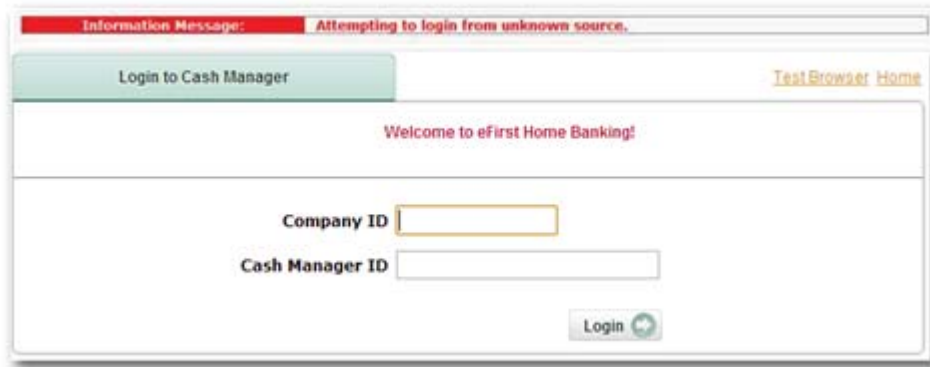 Information Message: Attempting to login from unknown source.
Login to Cash Manager
Test Browser Home
Welcome to eFirst Home Banking!
Company ID
Cash Manager ID
Login